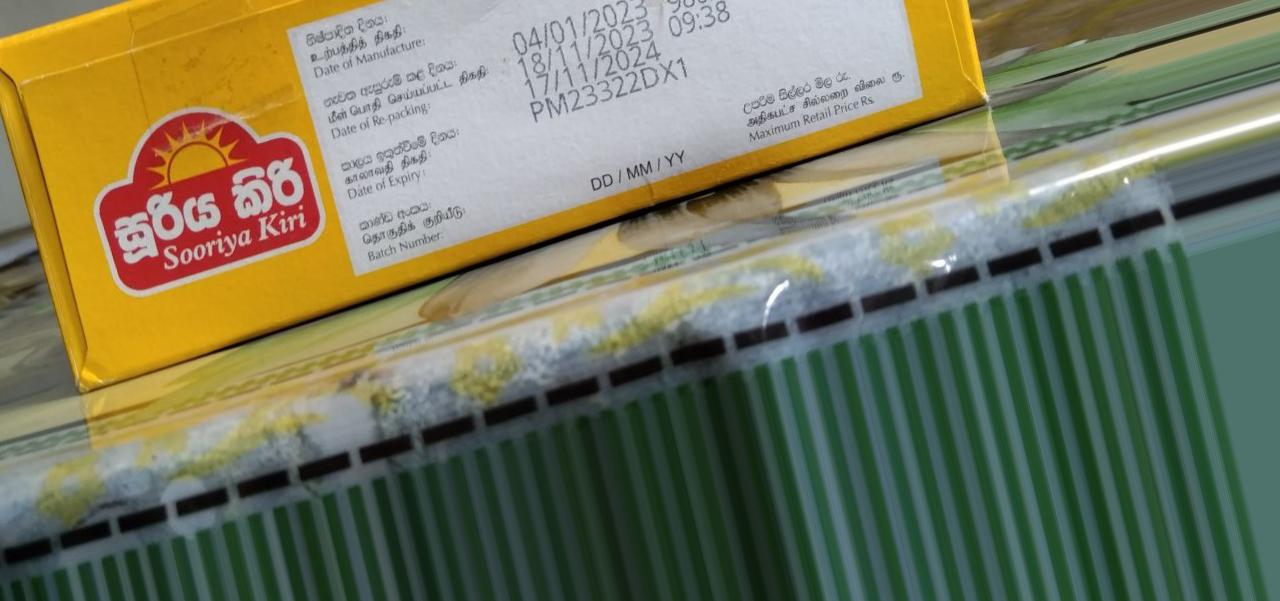 නිෂ්පාදිත දිනය:
உற்பத்தித் திகதி:
Date of Manufacture:
නැවත ඇසුරුම් කළ දිනය:
மீள் பொதி செய்யப்பட்ட திகதி:
Date of Re-packing:
කාලය ඉකුත්වීමේ දිනය:
காலாவதி திகதி:
Date of Expiry:
කාණ්ඩ අංකය:
தொகுதிக் குறியீடு:
Batch Number:
04/01/2023
18/11/2023 09:38
17/11/2024
PM23322DX1
උපරිම සිල්ලර මිල රු.
அதிகபட்ச சில்லறை விலை ரூ.
Maximum Retail Price Rs.
DD / MM / YY
සූරිය කිරි
Sooriya Kiri